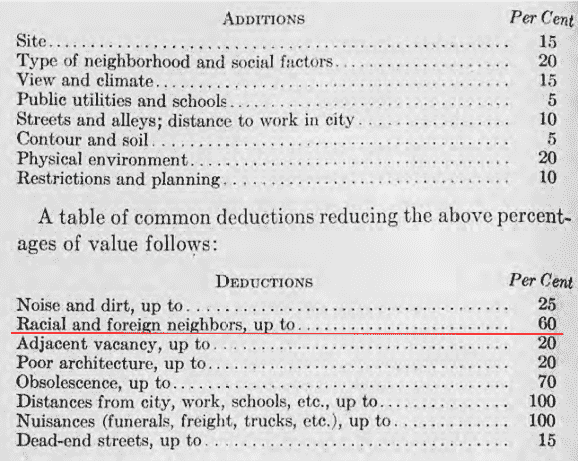 ADDITIONS Per Cent
Site 15
Type of neighborhood and social factors 20
View and climate 15
Public utilities and schools 5
Streets and alleys; distance to work in city 10
Contour and soil 5
Physical environment 20
Restrictions and planning 10
A table of common deductions reducing the above percent-
ages of value follows:
DEDUCTIONS Per Cent
Noise and dirt, up to 25
Racial and foreign neighbors, up to 60
Adjacent vacancy, up to 20
Poor architecture, up to 20
Obsolescence, up to 70
Distances from city, work, schools, etc., up to 100
Nuisances (funerals, freight, trucks, etc.), up to 100
Dead-end streets, up to 15